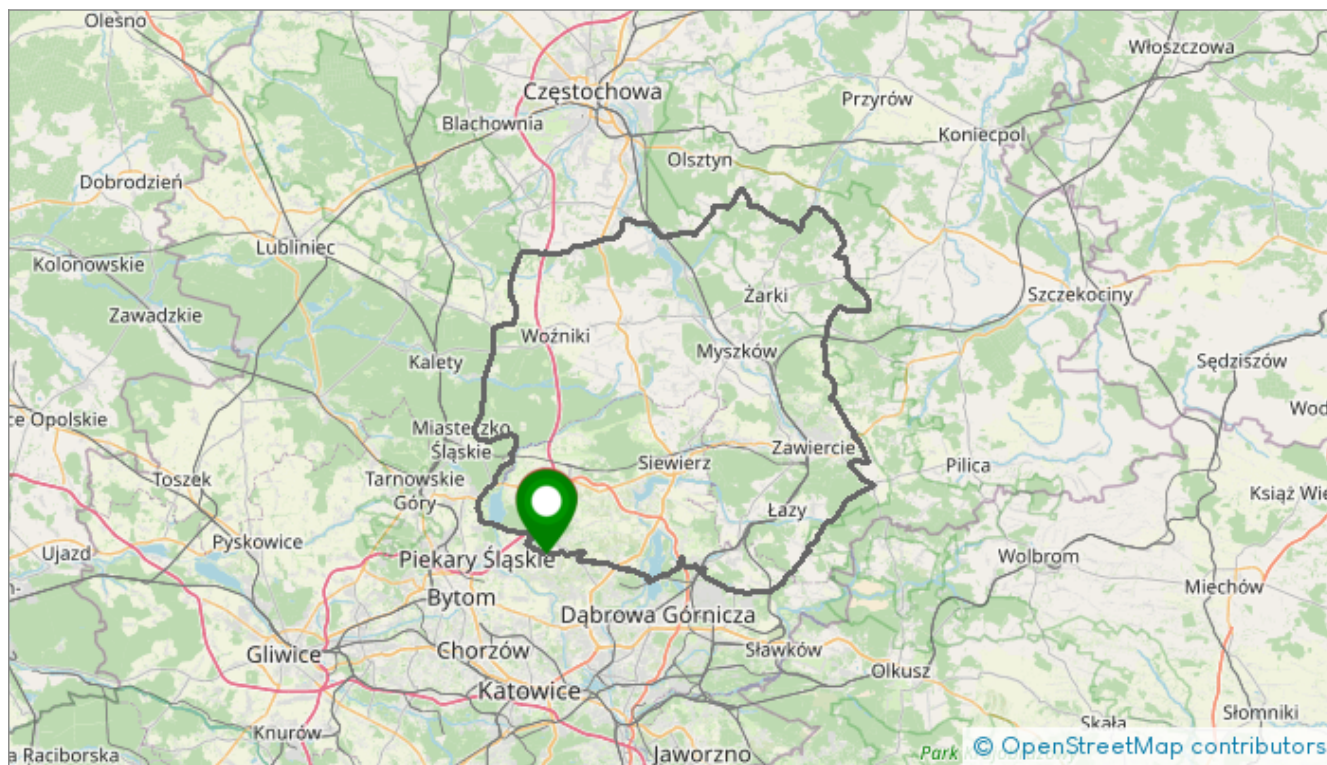 Olesno
Włoszczowa
Częstochowa
Przyrów
Blachownia
Koniecpol
Olsztyn
Dobrodzień
Lubliniec
Kolonowskie
Żarki
Szczekociny
Zawadzkie
Woźniki
Myszków
Kalety
Sędziszów
ce Opolskie
Wod
Miasteczko
Śląskie
Zawiercie
Siewierz
Pilica
Toszek
Tarnowskie
Góry
Książ Wie
Łazy
Pyskowice
Ujazd
Piekary Śląskie
Wolbrom
Miechów
n-
Bytom
Dąbrowa Górnicza
Gliwice
Chorzów
Sławków
Olkusz
Katowice
Knurów
Skała
Słomniki
a Raciborska
Jaworzno
© OpenStreetMap contributors